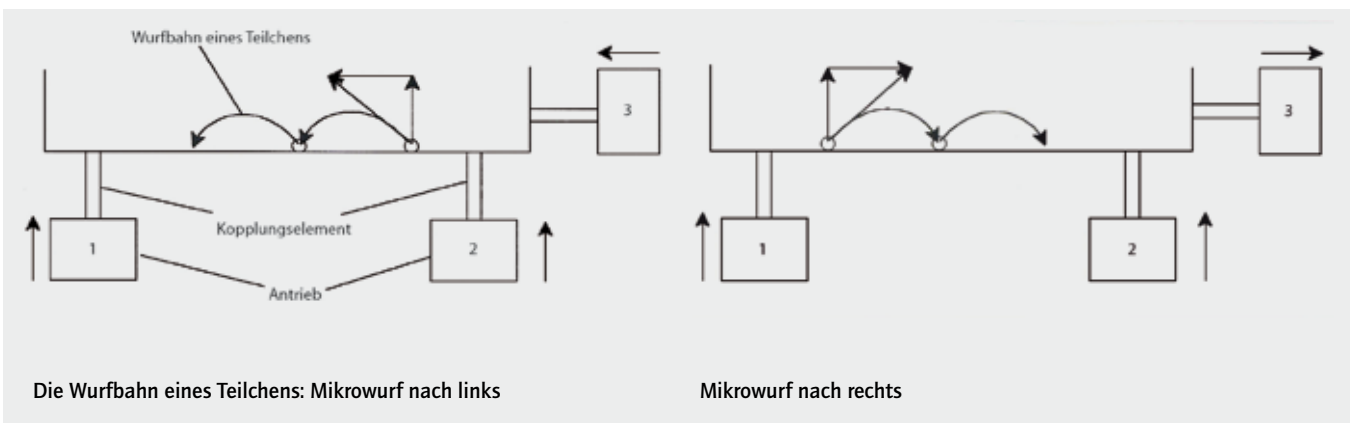 Wurfbahn eines Teilchens
3
3
Kopplungselement
1
2
1
2
Antrieb
Die Wurfbahn eines Teilchens: Mikrowurf nach links
Mikrowurf nach rechts